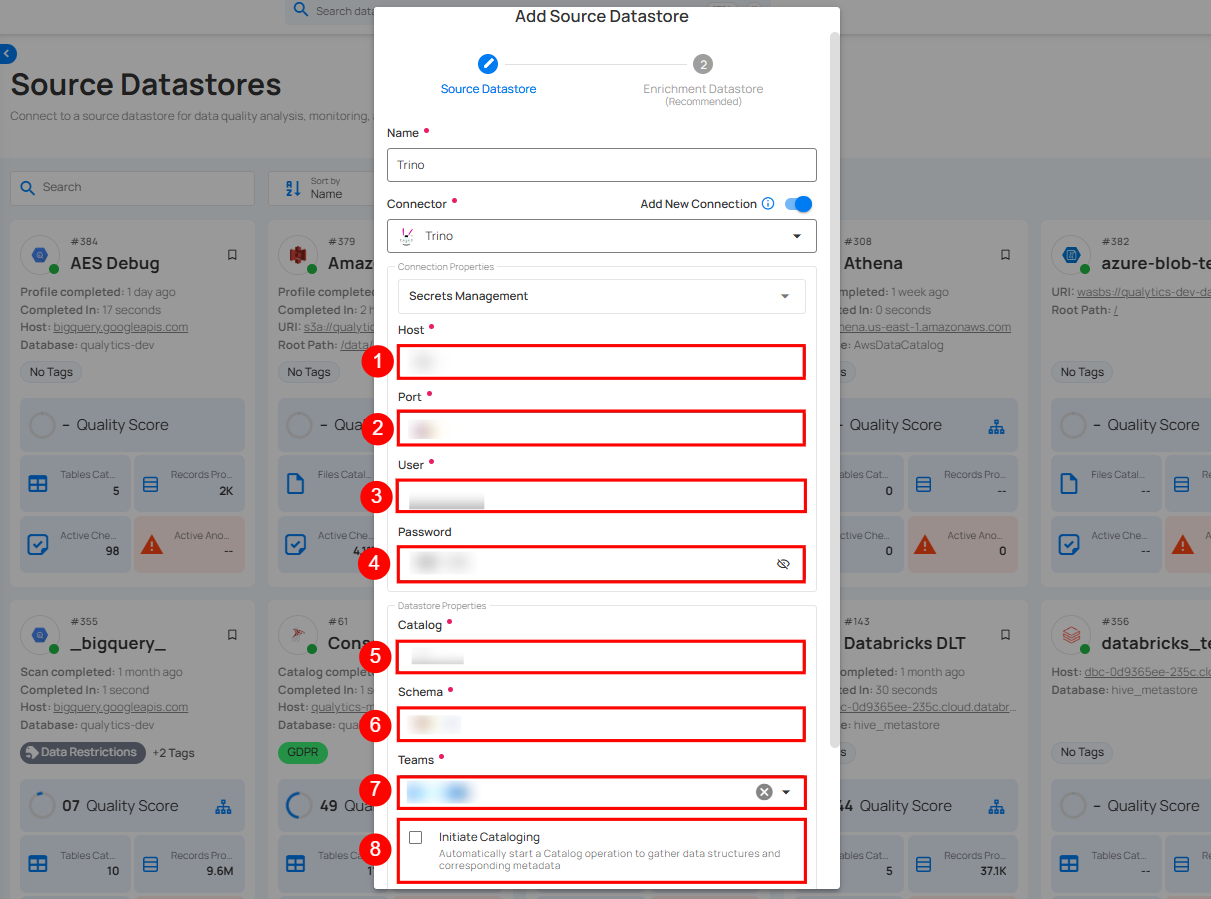 Search data
Add Source Datastore
2
Source Datastore
Enrichment Datastore
(Recommended)
Source Datastores
Connect to a source datastore for data quality analysis, monitoring,
Search
Sort by
Name
Name
Trino
Connector
Add New Connection
Trino
Connection Properties
Secrets Management
Host
1
Port
2
User
3
Password
4
Datastore Properties
Catalog
5
Schema
6
Teams
7
8
Initiate Cataloging
Automatically start a Catalog operation to gather data structures and
corresponding metadata
#384
AES Debug
Profile completed: 1 day ago
Completed In: 17 seconds
Host: bigquery.googleapis.com
Database: qualytics-dev
No Tags
– Quality Score
Tables Cat...
5
Records Pro...
2K
Active Che...
98
Active Ano...
--
#379
Amaz
Profile completed
Completed In: 2
URI: s3a://qualytic
Root Path: /data/
No Tags
– Qua
Files Catal
Active Che
4.1
#308
Athena
completed: 1 week ago
ted In: 0 seconds
hena.us-east-1.amazonaws.com
e: AwsDataCatalog
s
– Quality Score
ables Cat...
0
Records Pro...
--
ctive Che...
0
Active Ano...
0
#382
azure-blob-te
URI: wasbs://qualytics-dev-da
Root Path: /
No Tags
– Quality Score
Files Catal...
--
Re
Active Che...
--
A
#355
_bigquery_
Scan completed: 1 month ago
Completed In: 1 second
Host: bigquery.googleapis.com
Database: qualytics-dev
Data Restrictions
+2 Tags
07 Quality Score
Tables Cat...
10
Records Pro...
9.6M
#61
Cons
Catalog complet
Completed In: 1 s
Host: qualytics-m
Database: qua
GDPR
49 Qua
Tables C
1
#143
Databricks DLT
ompleted: 1 month ago
ted In: 30 seconds
c-0d9365ee-235c.cloud.databr...
e: hive_metastore
s
44 Quality Score
ables Cat...
5
Records Pro...
37.1K
#356
databricks_te
Host: dbc-0d9365ee-235c.clo
Database: hive_metastore
No Tags
– Quality Score
Tables Cat...
--
Re